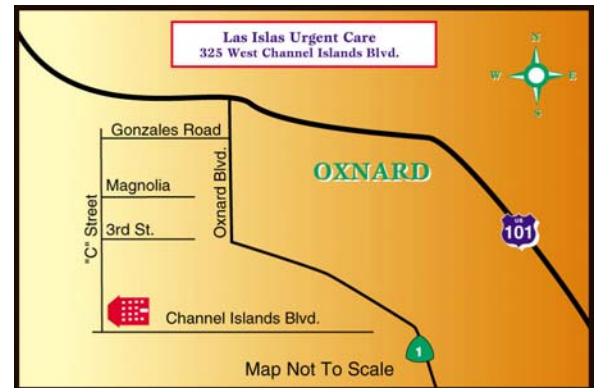 Las Islas Urgent Care
325 West Channel Islands Blvd.
N
W E
S
Gonzales Road
OXNARD
Magnolia
Oxnard Blvd.
"C" Street
3rd St.
US
101
Channel Islands Blvd.
1
Map Not To Scale